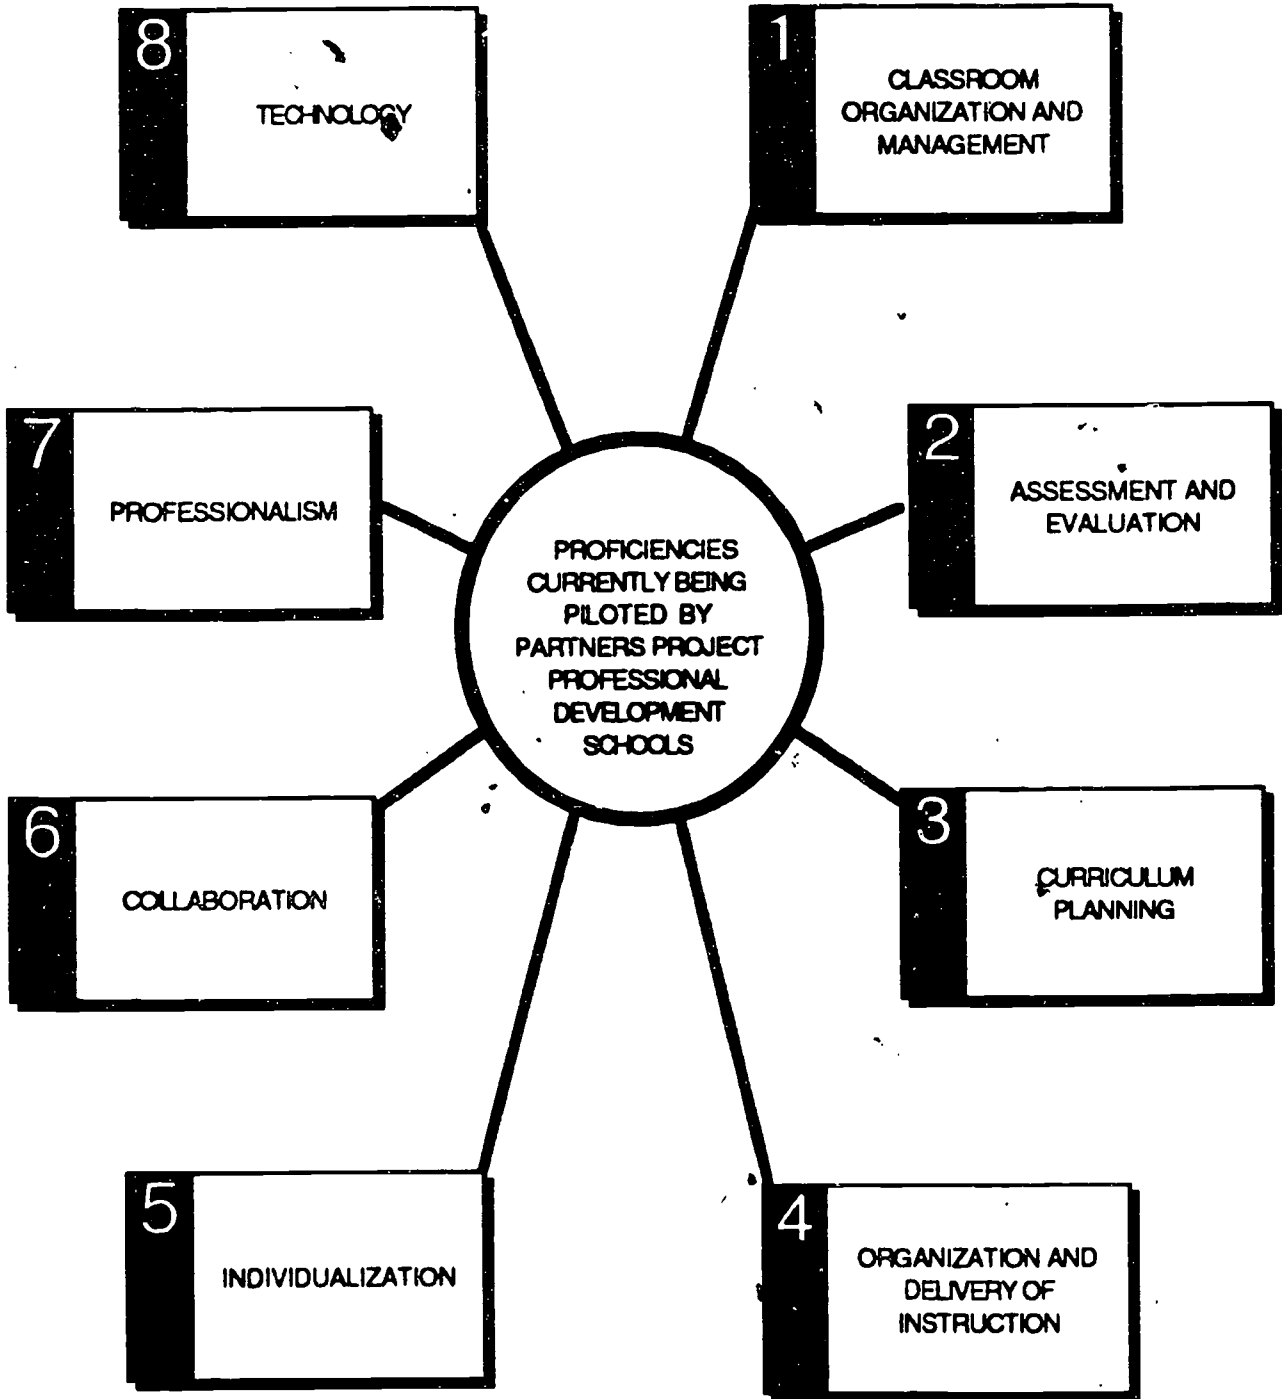 8
TECHNOLOGY
1
CLASSROOM
ORGANIZATION AND
MANAGEMENT
7
PROFESSIONALISM
2
ASSESSMENT AND
EVALUATION
PROFICIENCIES
CURRENTLY BEING
PILOTED BY
PARTNERS PROJECT
PROFESSIONAL
DEVELOPMENT
SCHOOLS
6
COLLABORATION
3
CURRICULUM
PLANNING
5
INDIVIDUALIZATION
4
ORGANIZATION AND
DELIVERY OF
INSTRUCTION